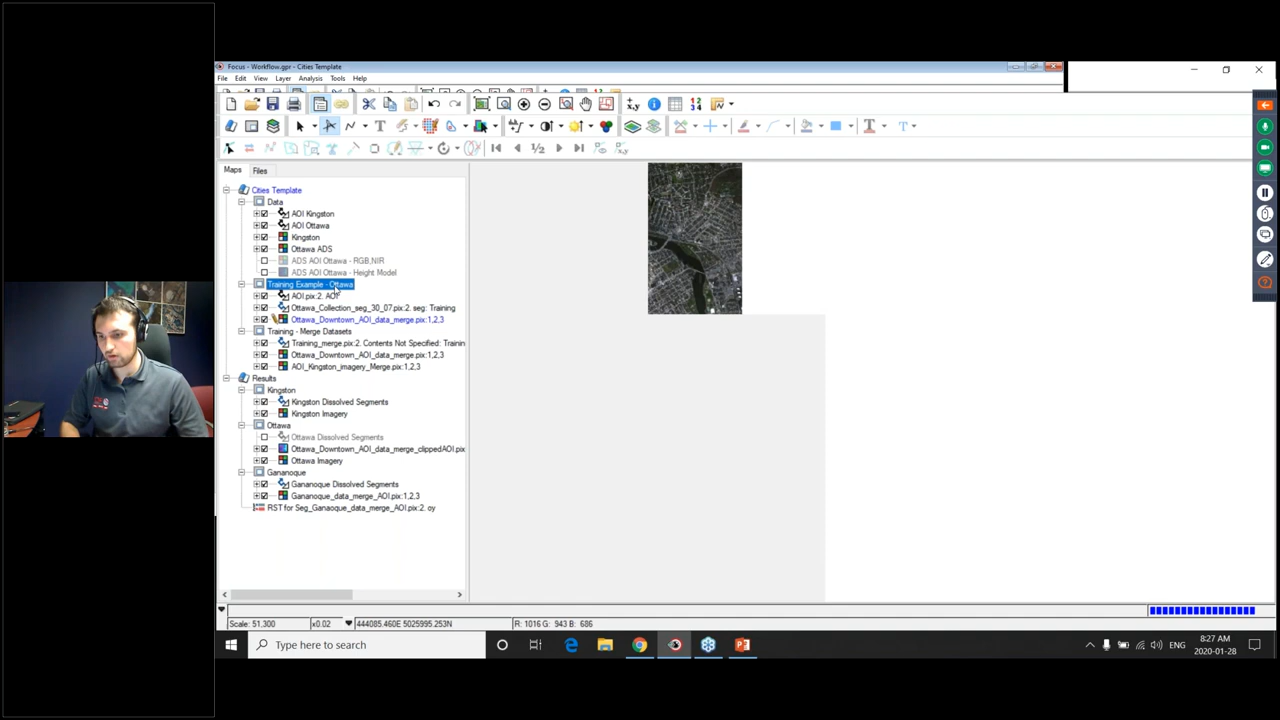 Focus - Workflow.gpr - Cities Template
File Edit View Layer Analysis Tools Help
Maps Files
Cities Template
Data
AOI Kingston
AOI Ottawa
Kingston
Ottawa ADS
ADS AOI Ottawa - RGB,NIR
ADS AOI Ottawa - Height Model
Training Example - Ottawa
AOI.pix:2. AOI
Ottawa_Collection_seg_30_07.pix:2. seg: Training
Ottawa_Downtown_AOI_data_merge.pix:1,2,3
Training - Merge Datasets
Training_merge.pix:2. Contents Not Specified: Trainin
Ottawa_Downtown_AOI_data_merge.pix:1,2,3
AOI_Kingston_imagery_Merge.pix:1,2,3
Results
Kingston
Kingston Dissolved Segments
Kingston Imagery
Ottawa
Ottawa Dissolved Segments
Ottawa_Downtown_AOI_data_merge_clippedAOI.pix
Ottawa Imagery
Gananoque
Gananoque Dissolved Segments
Gananoque_data_merge_AOI.pix:1,2,3
RST for Seg_Ganaoque_data_merge_AOI.pix:2. oy
Scale: 51,300 x0.02 444085.460E 5025995.253N R: 1016 G: 943 B: 686
Type here to search
ENG
8:27 AM
2020-01-28